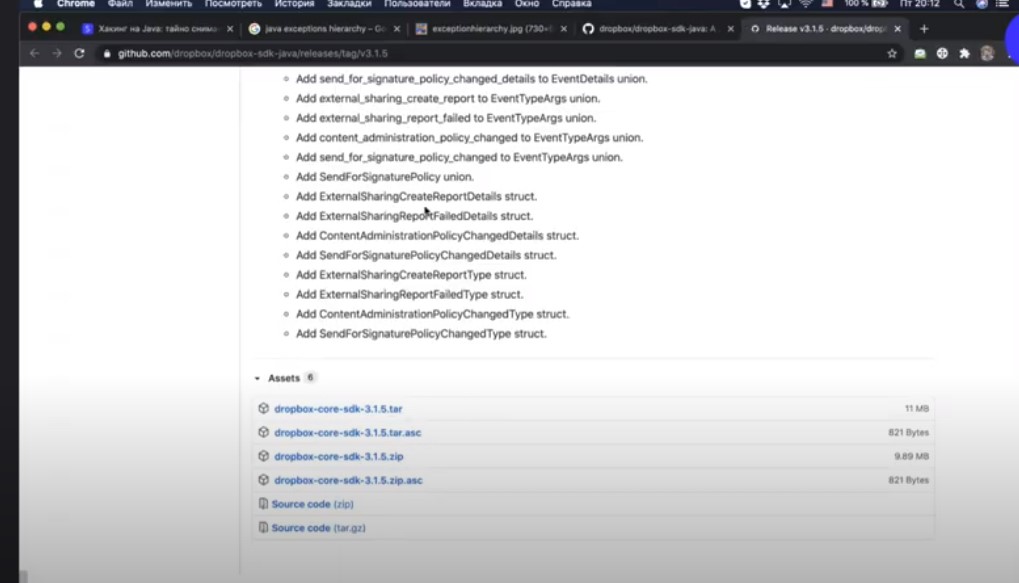 Chrome Файл Изменить Посмотреть История Закладки Пользователи Вкладка Окно Справка 100 % Пт 20:12
Хакинг на Java: тайно сним java exceptions hierarchy – Go exceptionhierarchy.jpg (730× dropbox/dropbox-sdk-java: A Release v3.1.5 · dropbox/drop
github.com/dropbox/dropbox-sdk-java/releases/tag/v3.1.5
Add send_for_signature_policy_changed_details to EventDetails union.
Add external_sharing_create_report to EventTypeArgs union.
Add external_sharing_report_failed to EventTypeArgs union.
Add content_administration_policy_changed to EventTypeArgs union.
Add send_for_signature_policy_changed to EventTypeArgs union.
Add SendForSignaturePolicy union.
Add ExternalSharingCreateReportDetails struct.
Add ExternalSharingReportFailedDetails struct.
Add ContentAdministrationPolicyChangedDetails struct.
Add SendForSignaturePolicyChangedDetails struct.
Add ExternalSharingCreateReportType struct.
Add ExternalSharingReportFailedType struct.
Add ContentAdministrationPolicyChangedType struct.
Add SendForSignaturePolicyChangedType struct.
Assets 6
dropbox-core-sdk-3.1.5.tar 11 MB
dropbox-core-sdk-3.1.5.tar.asc 821 Bytes
dropbox-core-sdk-3.1.5.zip 9.89 MB
dropbox-core-sdk-3.1.5.zip.asc 821 Bytes
Source code (zip)
Source code (tar.gz)